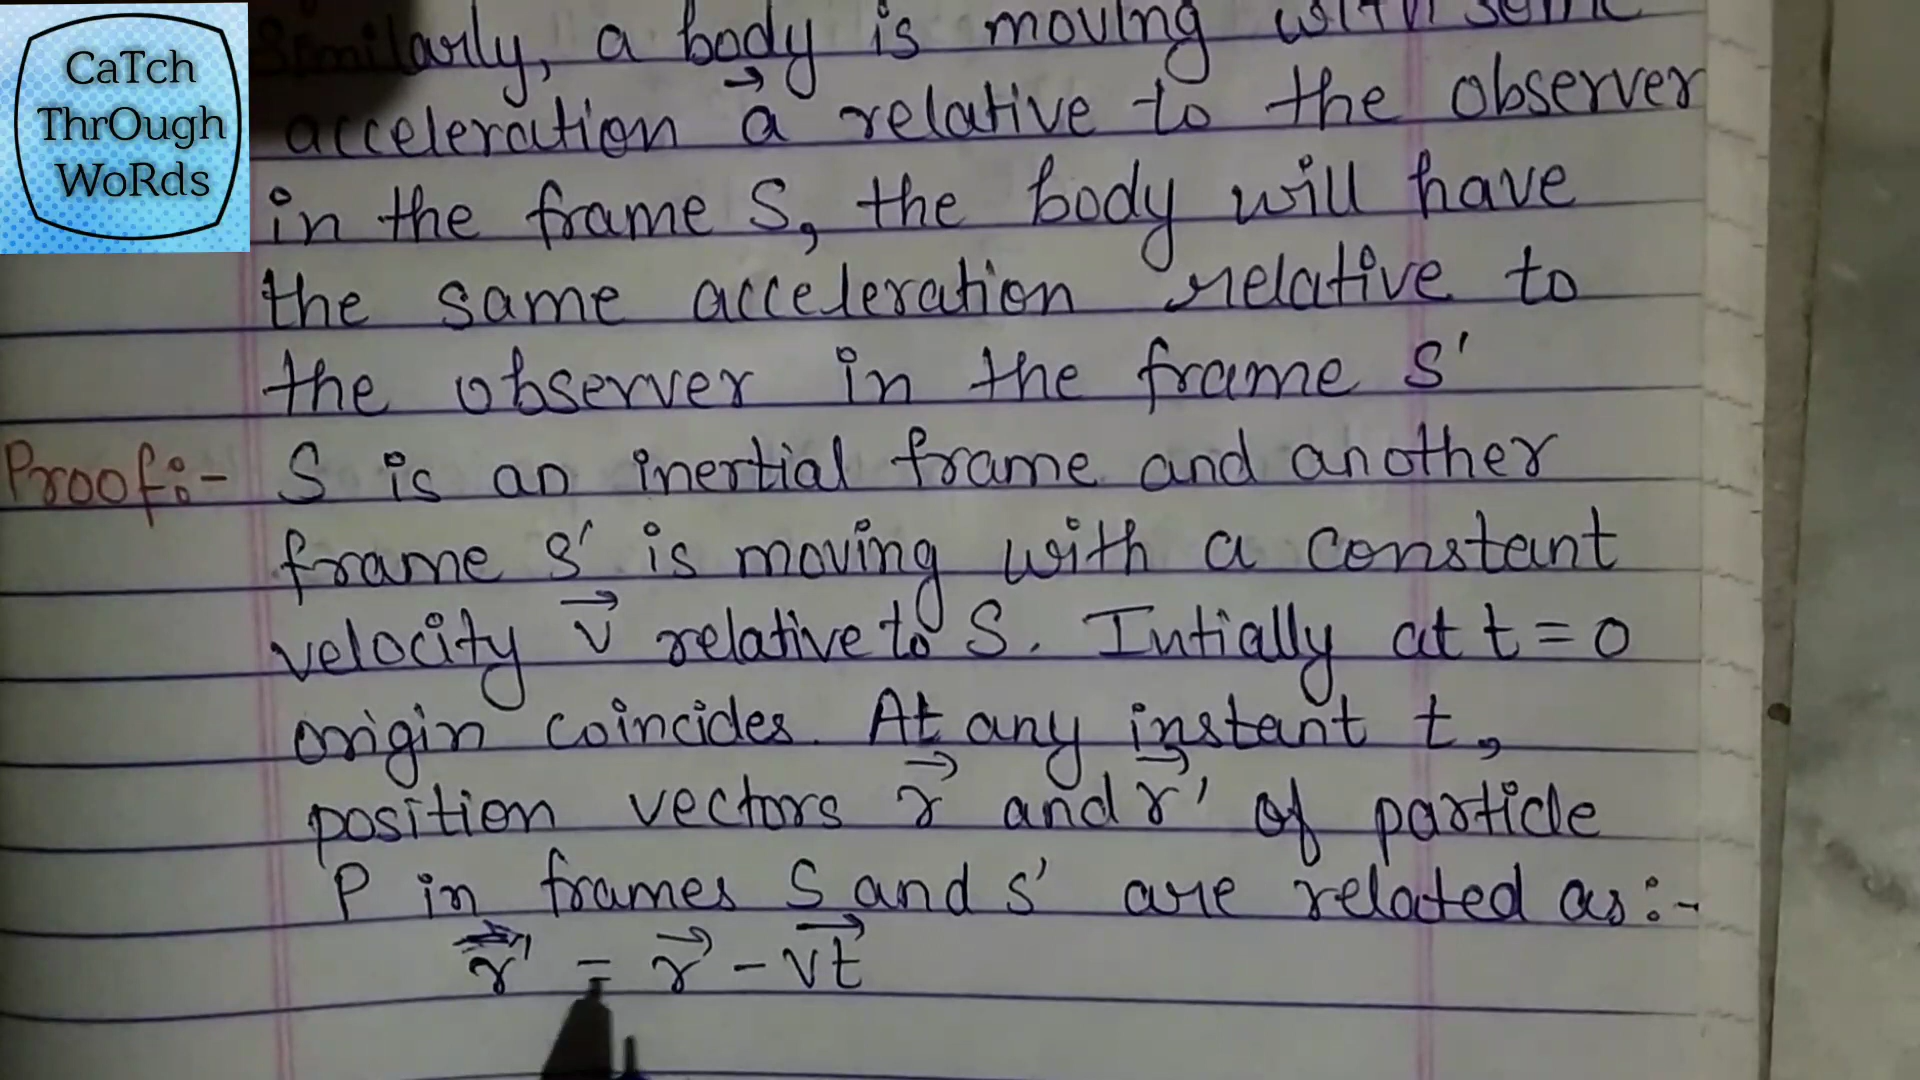 CaTch
ThrOugh
WoRds
Similarly, a body is moving with some
acceleration a⃗ relative to the observer
in the frame S, the body will have
the same acceleration relative to
the observer in the frame S'
Proof:- S is an inertial frame and another
frame S' is moving with a constant
velocity v⃗ relative to S. Intially at t = 0
origin coincides. At any instant t,
position vectors r⃗ and r⃗' of particle
P in frames S and S' are related as:-
r⃗' = r⃗ - v⃗t